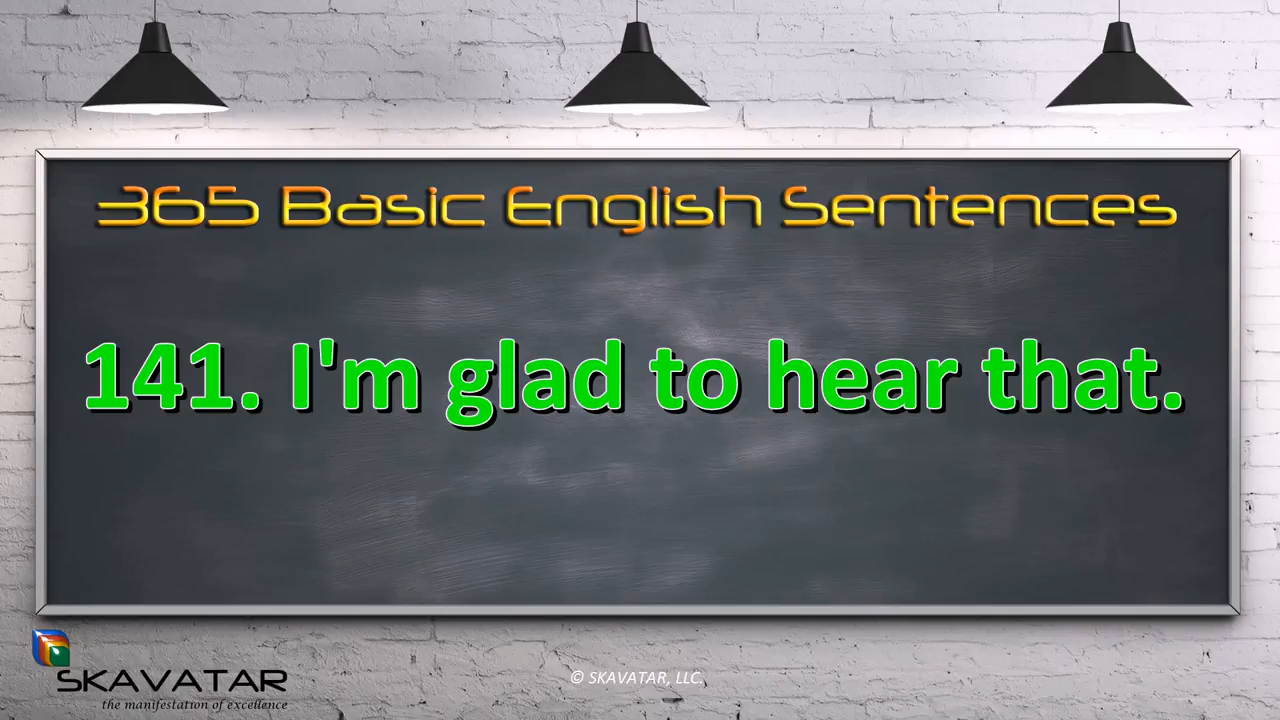 365 Basic English Sentences
141. I'm glad to hear that.
SKAVATAR
the manifestation of excellence
© SKAVATAR, LLC.